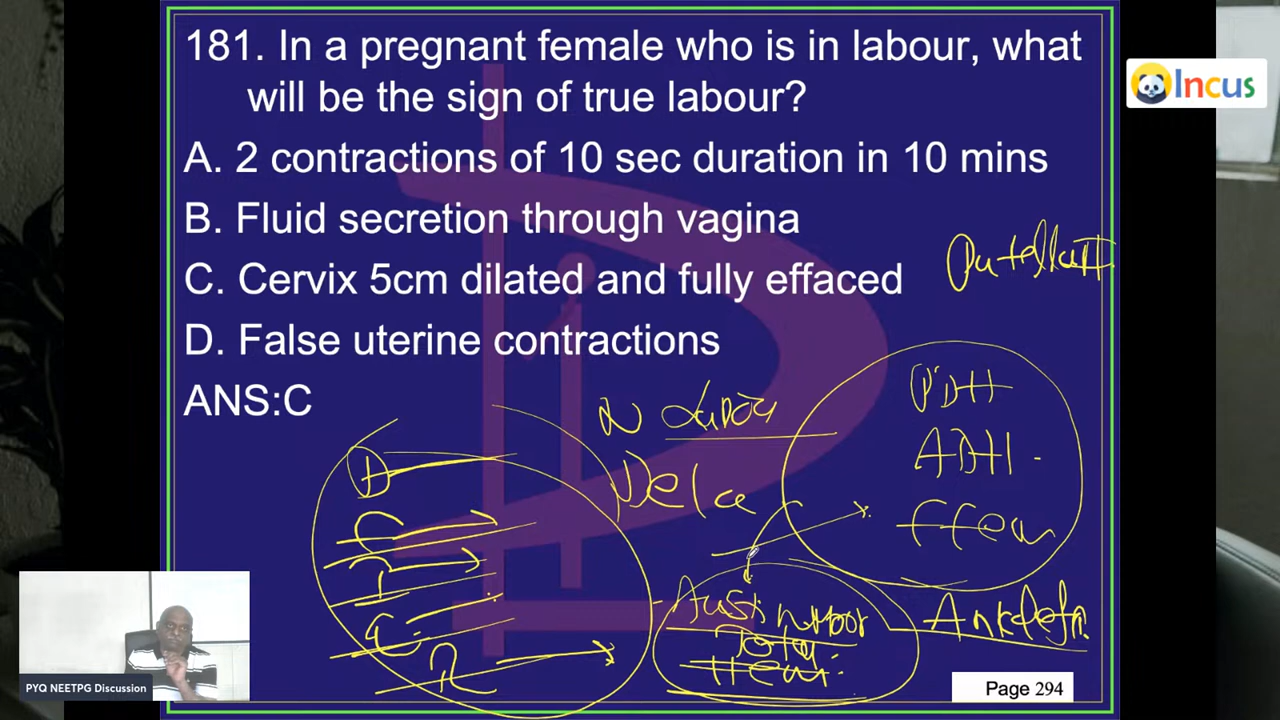 181. In a pregnant female who is in labour, what
will be the sign of true labour?
A. 2 contractions of 10 sec duration in 10 mins
B. Fluid secretion through vagina
C. Cervix 5cm dilated and fully effaced
D. False uterine contractions
ANS:C
Incus
PYQ NEETPG Discussion
Page 294